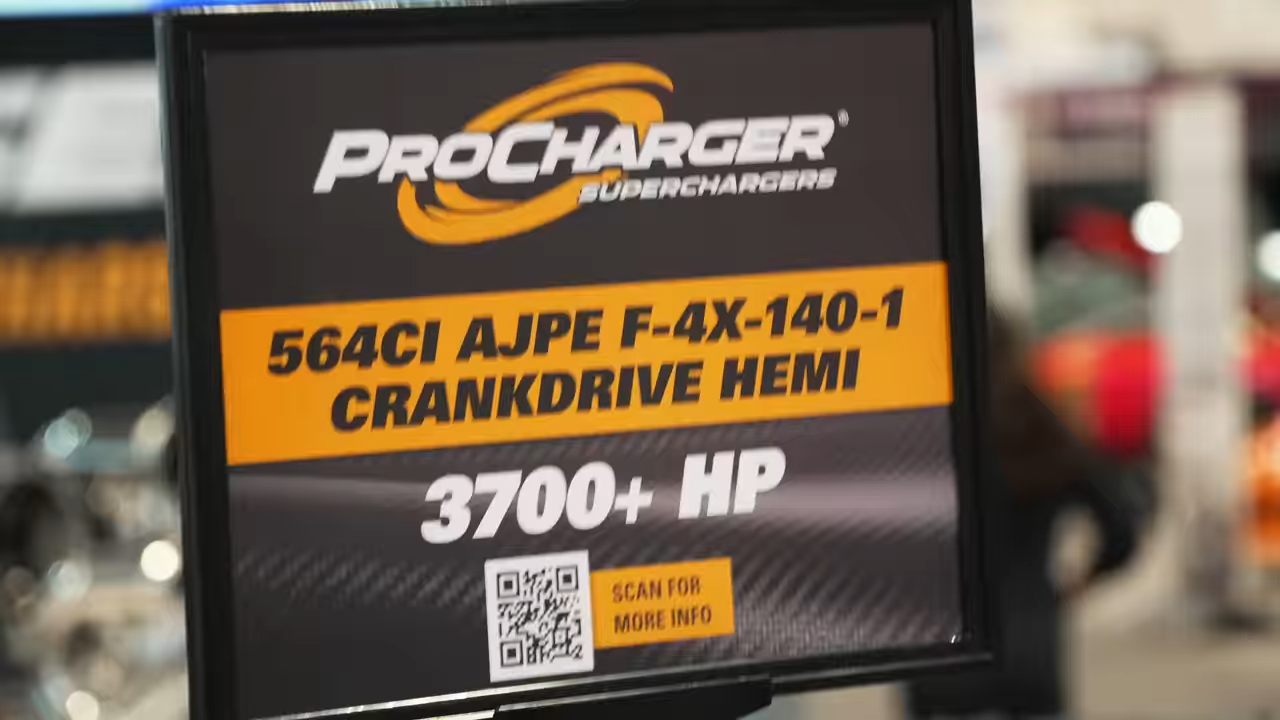 PROCHARGER®
SUPERCHARGERS
564CI AJPE F-4X-140-1
CRANKDRIVE HEMI
3700+ HP
SCAN FOR
MORE INFO